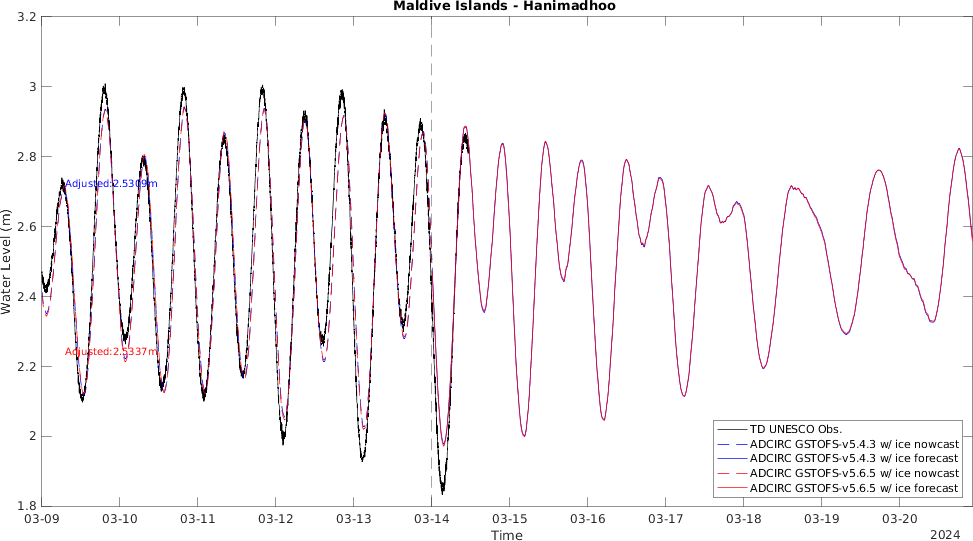 Maldive Islands - Hanimadhoo
3.2
3
2.8
2.6
2.4
2.2
2
1.8
Water Level (m)
Adjusted:2.5309m
Adjusted:2.5337m
TD UNESCO Obs.
ADCIRC GSTOFS-v5.4.3 w/ ice nowcast
ADCIRC GSTOFS-v5.4.3 w/ ice forecast
ADCIRC GSTOFS-v5.6.5 w/ ice nowcast
ADCIRC GSTOFS-v5.6.5 w/ ice forecast
03-09 03-10 03-11 03-12 03-13 03-14 03-15 03-16 03-17 03-18 03-19 03-20
Time
2024